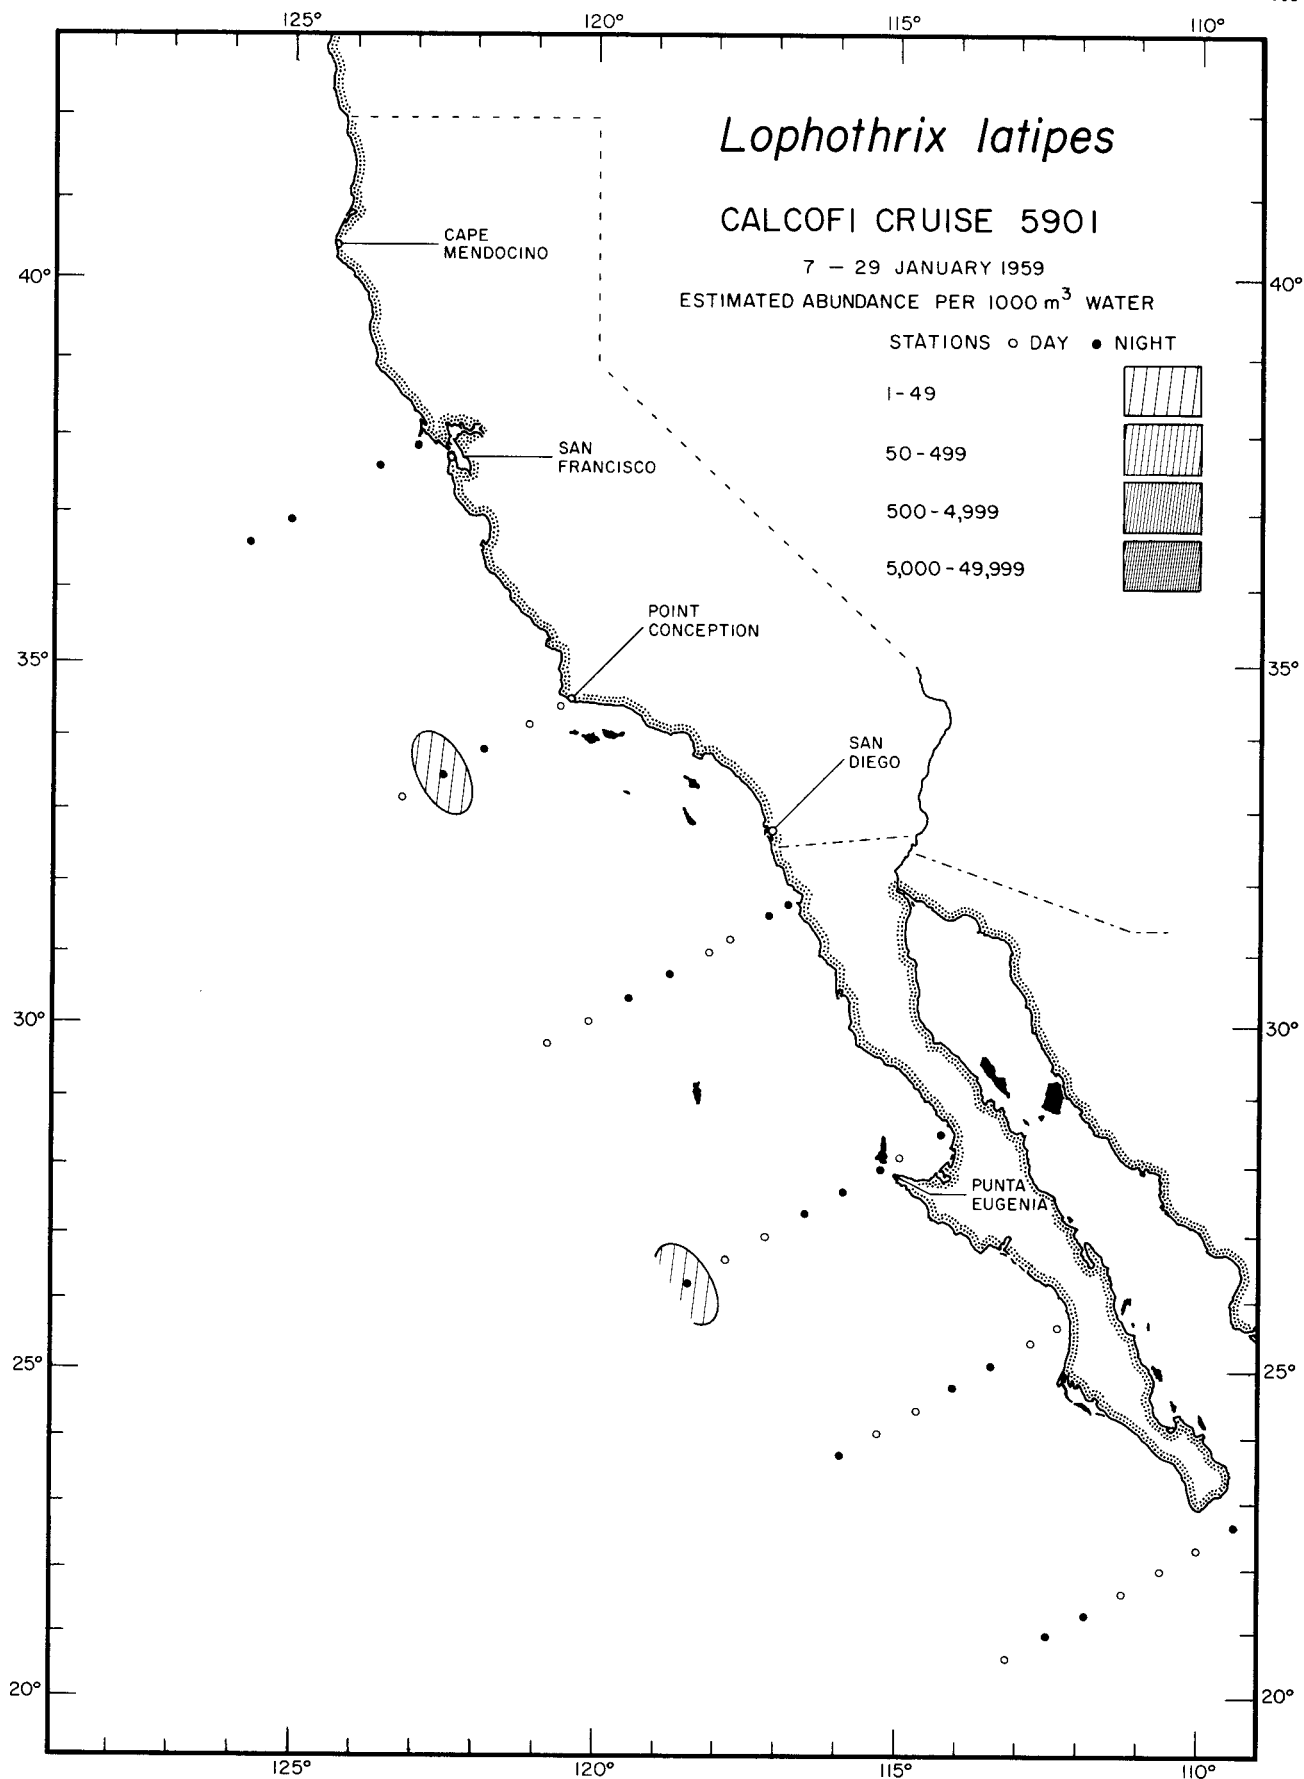 125° 120° 115° 110°
Lophothrix latipes
CALCOFI CRUISE 5901
7 – 29 JANUARY 1959
ESTIMATED ABUNDANCE PER 1000 m³ WATER
STATIONS ○ DAY ● NIGHT
1-49
50-499
500-4,999
5,000-49,999
CAPE
MENDOCINO
40° 40°
SAN
FRANCISCO
POINT
CONCEPTION
35° 35°
SAN
DIEGO
30° 30°
PUNTA
EUGENIA
25° 25°
20° 20°
125° 120° 115° 110°